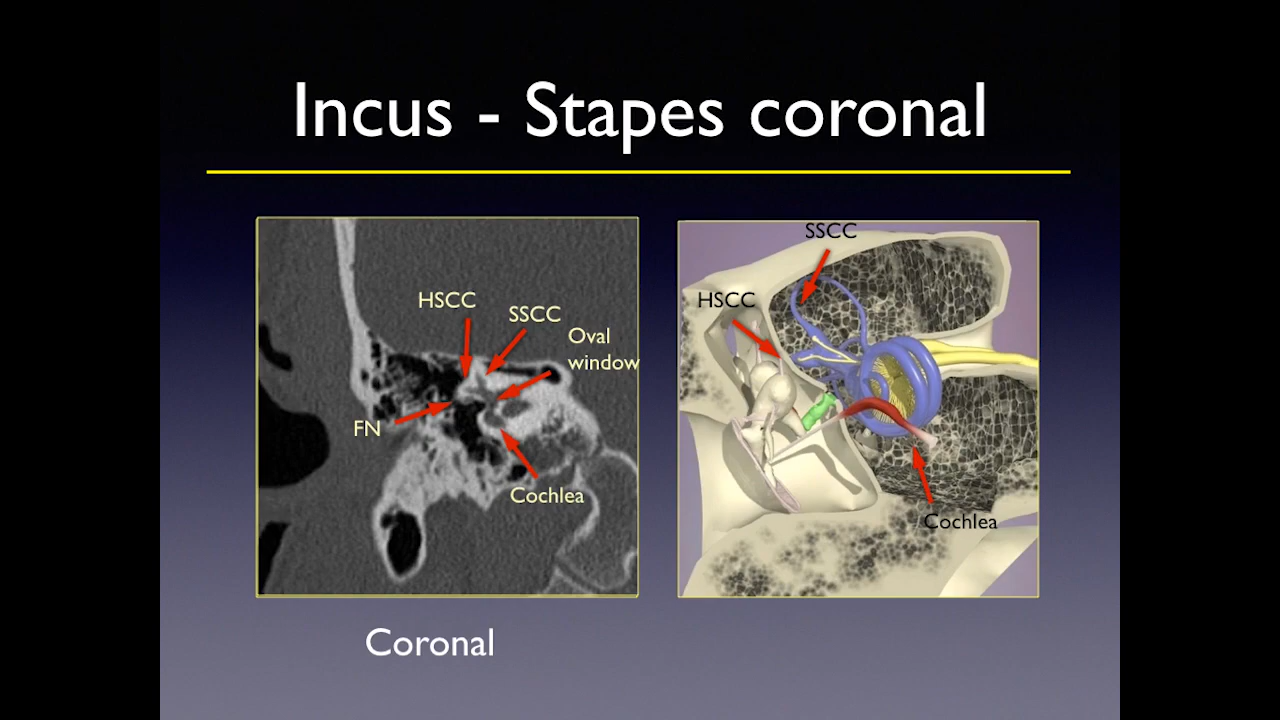 Incus - Stapes coronal
HSCC
SSCC
Oval
window
FN
Cochlea
SSCC
HSCC
Cochlea
Coronal